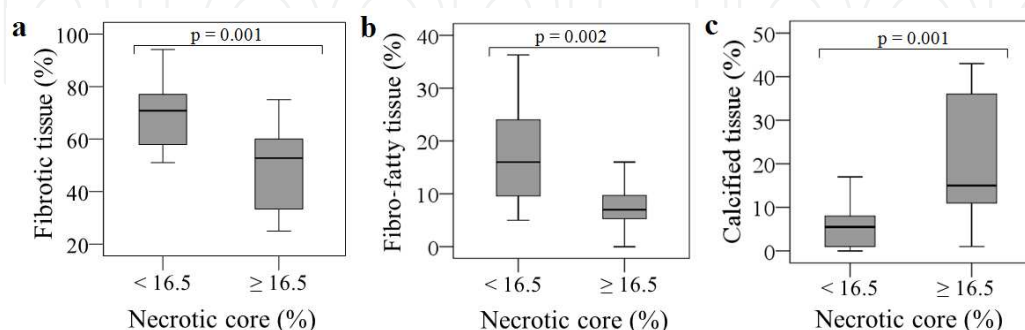 a
Fibrotic tissue (%)
100
80
60
40
20
p = 0.001
< 16.5
≥ 16.5
Necrotic core (%)
b
Fibro-fatty tissue (%)
40
30
20
10
0
p = 0.002
< 16.5
≥ 16.5
Necrotic core (%)
c
Calcified tissue (%)
50
40
30
20
10
0
p = 0.001
< 16.5
≥ 16.5
Necrotic core (%)